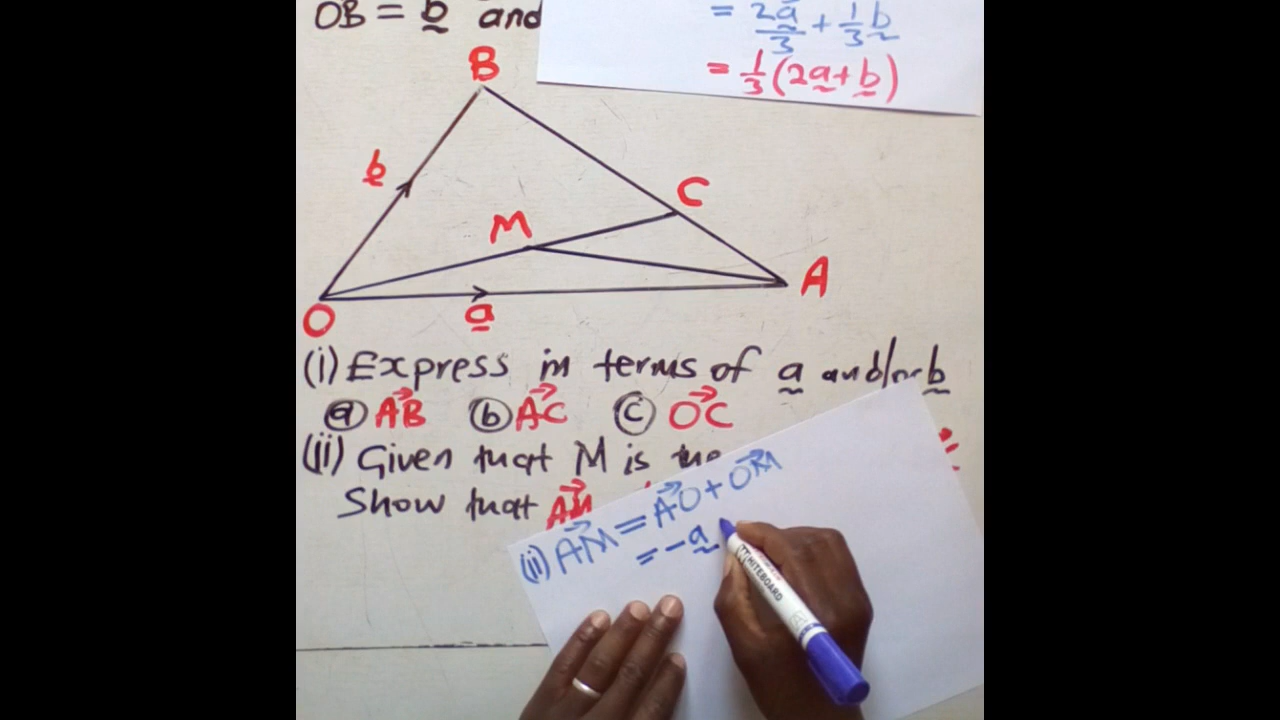 OB = b and
= 2a/3 + 1/3 b
= 1/3 (2a + b)
B
b
C
M
A
O
a
(i) Express in terms of a and/or b
(a) AB (b) AC (c) OC
(ii) Given that M is the
Show that AM
(ii) AM = AO + OM
= -a
WHITEBOARD